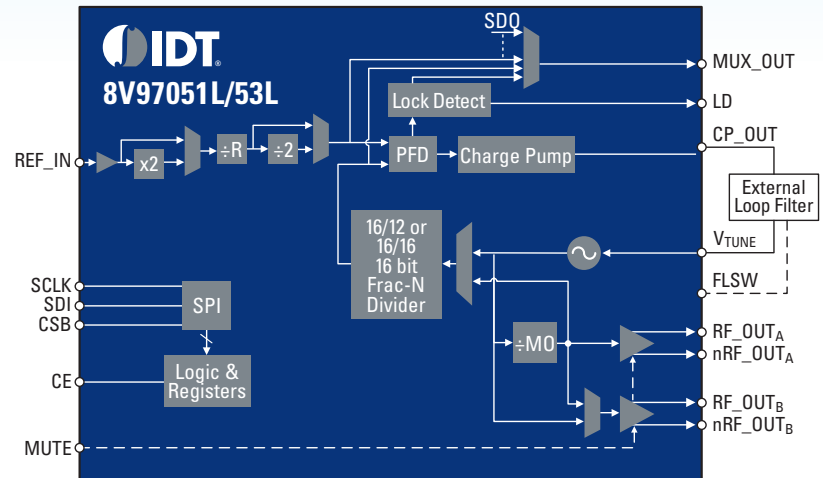 IDT
8V97051L/53L
SDO
MUX_OUT
Lock Detect
LD
CP_OUT
REF_IN
x2
÷R
÷2
PFD
Charge Pump
External
Loop Filter
16/12 or
16/16
16 bit
Frac-N
Divider
VTUNE
FLSW
SCLK
SDI
CSB
SPI
÷MO
RF_OUTA
nRF_OUTA
CE
Logic &
Registers
RF_OUTB
nRF_OUTB
MUTE